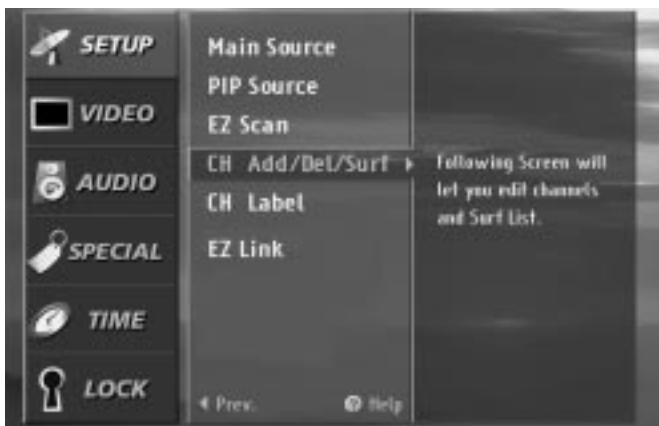 SETUP
VIDEO
AUDIO
SPECIAL
TIME
LOCK
Main Source
PIP Source
EZ Scan
CH Add/Del/Surf
CH Label
EZ Link
Prev.
Help
Following Screen will
let you edit channels
and Surf List.